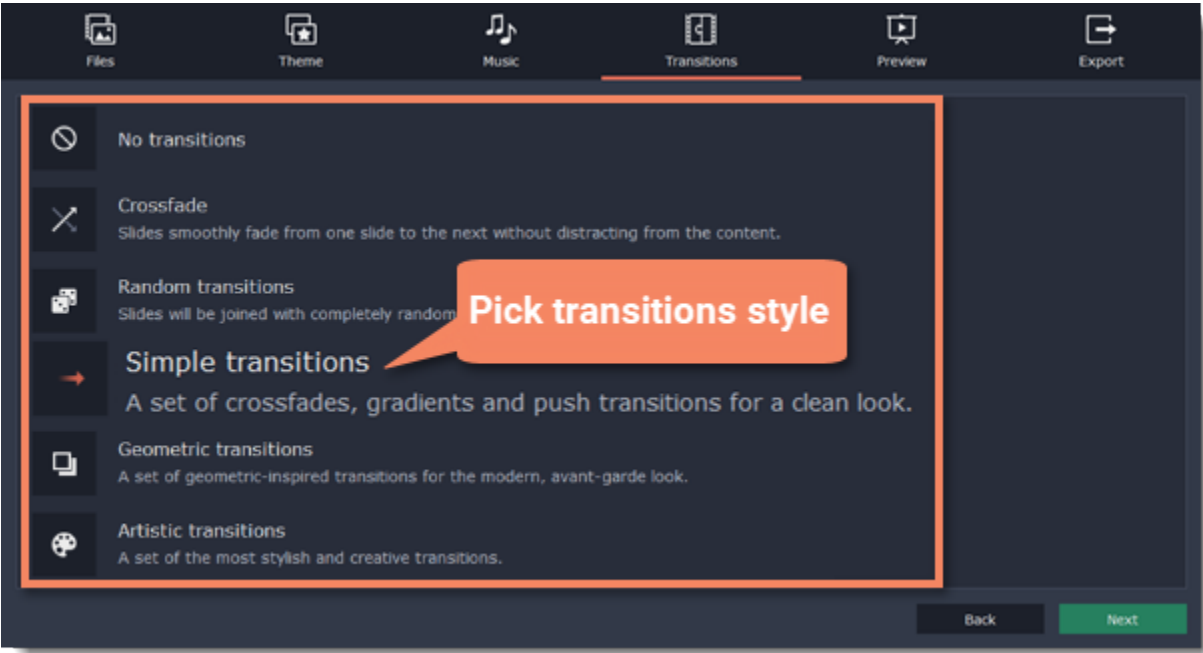 Files
Theme
Music
Transitions
Preview
Export
No transitions
Crossfade
Slides smoothly fade from one slide to the next without distracting from the content.
Random transitions
Slides will be joined with completely random
Pick transitions style
Simple transitions
A set of crossfades, gradients and push transitions for a clean look.
Geometric transitions
A set of geometric-inspired transitions for the modern, avant-garde look.
Artistic transitions
A set of the most stylish and creative transitions.
Back
Next